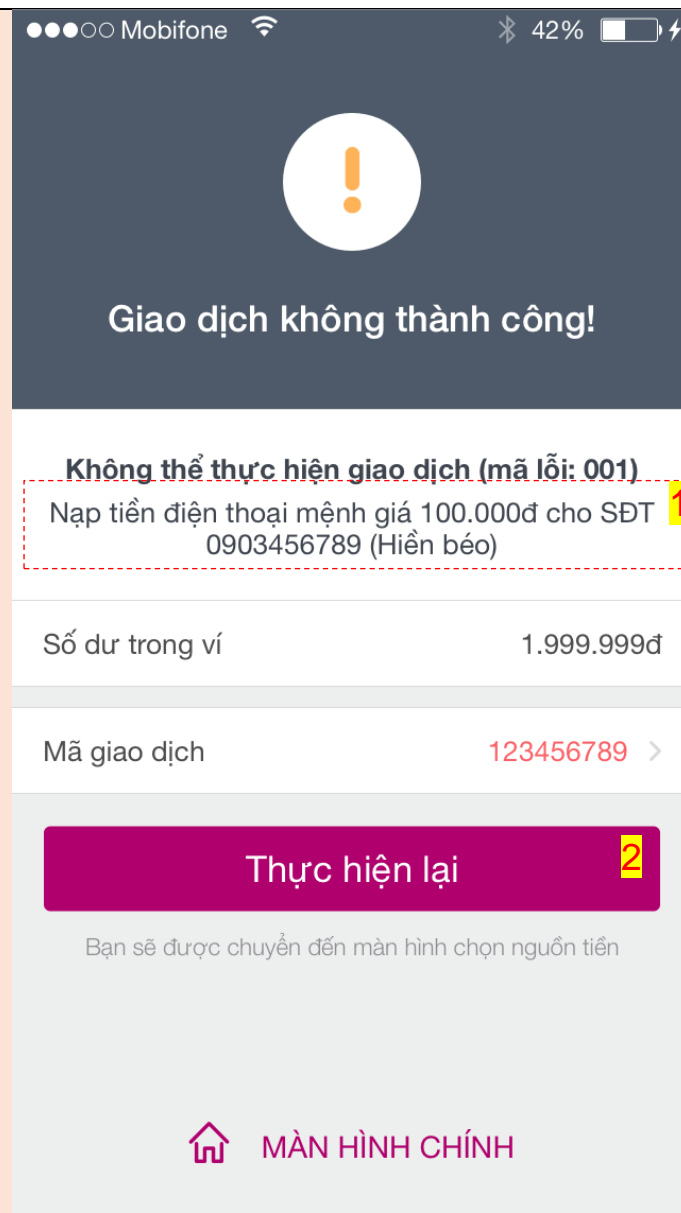 Mobifone 42%
Giao dịch không thành công!
Không thể thực hiện giao dịch (mã lỗi: 001)
Nạp tiền điện thoại mệnh giá 100.000đ cho SĐT 1
0903456789 (Hiền béo)
Số dư trong ví 1.999.999đ
Mã giao dịch 123456789 >
Thực hiện lại 2
Bạn sẽ được chuyển đến màn hình chọn nguồn tiền
MÀN HÌNH CHÍNH